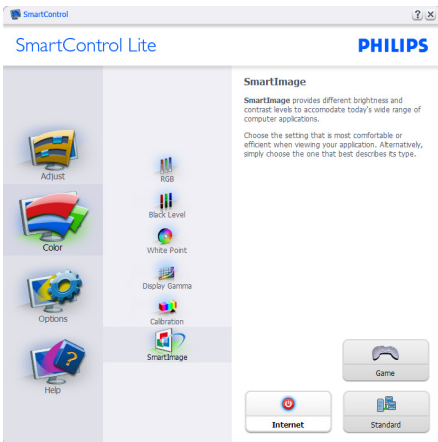 SmartControl
? x
SmartControl Lite
PHILIPS
Adjust
Color
Options
Help
RGB
Black Level
White Point
Display Gamma
Calibration
SmartImage
SmartImage
SmartImage provides different brightness and
contrast levels to accomodate today's wide range of
computer applications.
Choose the setting that is most comfortable or
efficient when viewing your application. Alternatively,
simply choose the one that best describes its type.
Game
Internet
Standard